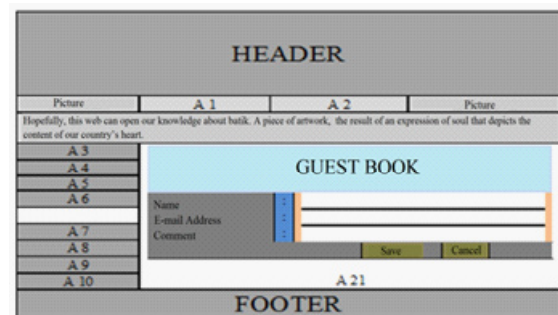 HEADER
Picture A 1 A 2 Picture
Hopefully, this web can open our knowledge about batik. A piece of artwork, the result of an expression of soul that depicts the
content of our country's heart.
A 3
A 4
A 5
A 6
A 7
A 8
A 9
A 10
GUEST BOOK
Name :
E-mail Address :
Comment :
Save Cancel
A 21
FOOTER